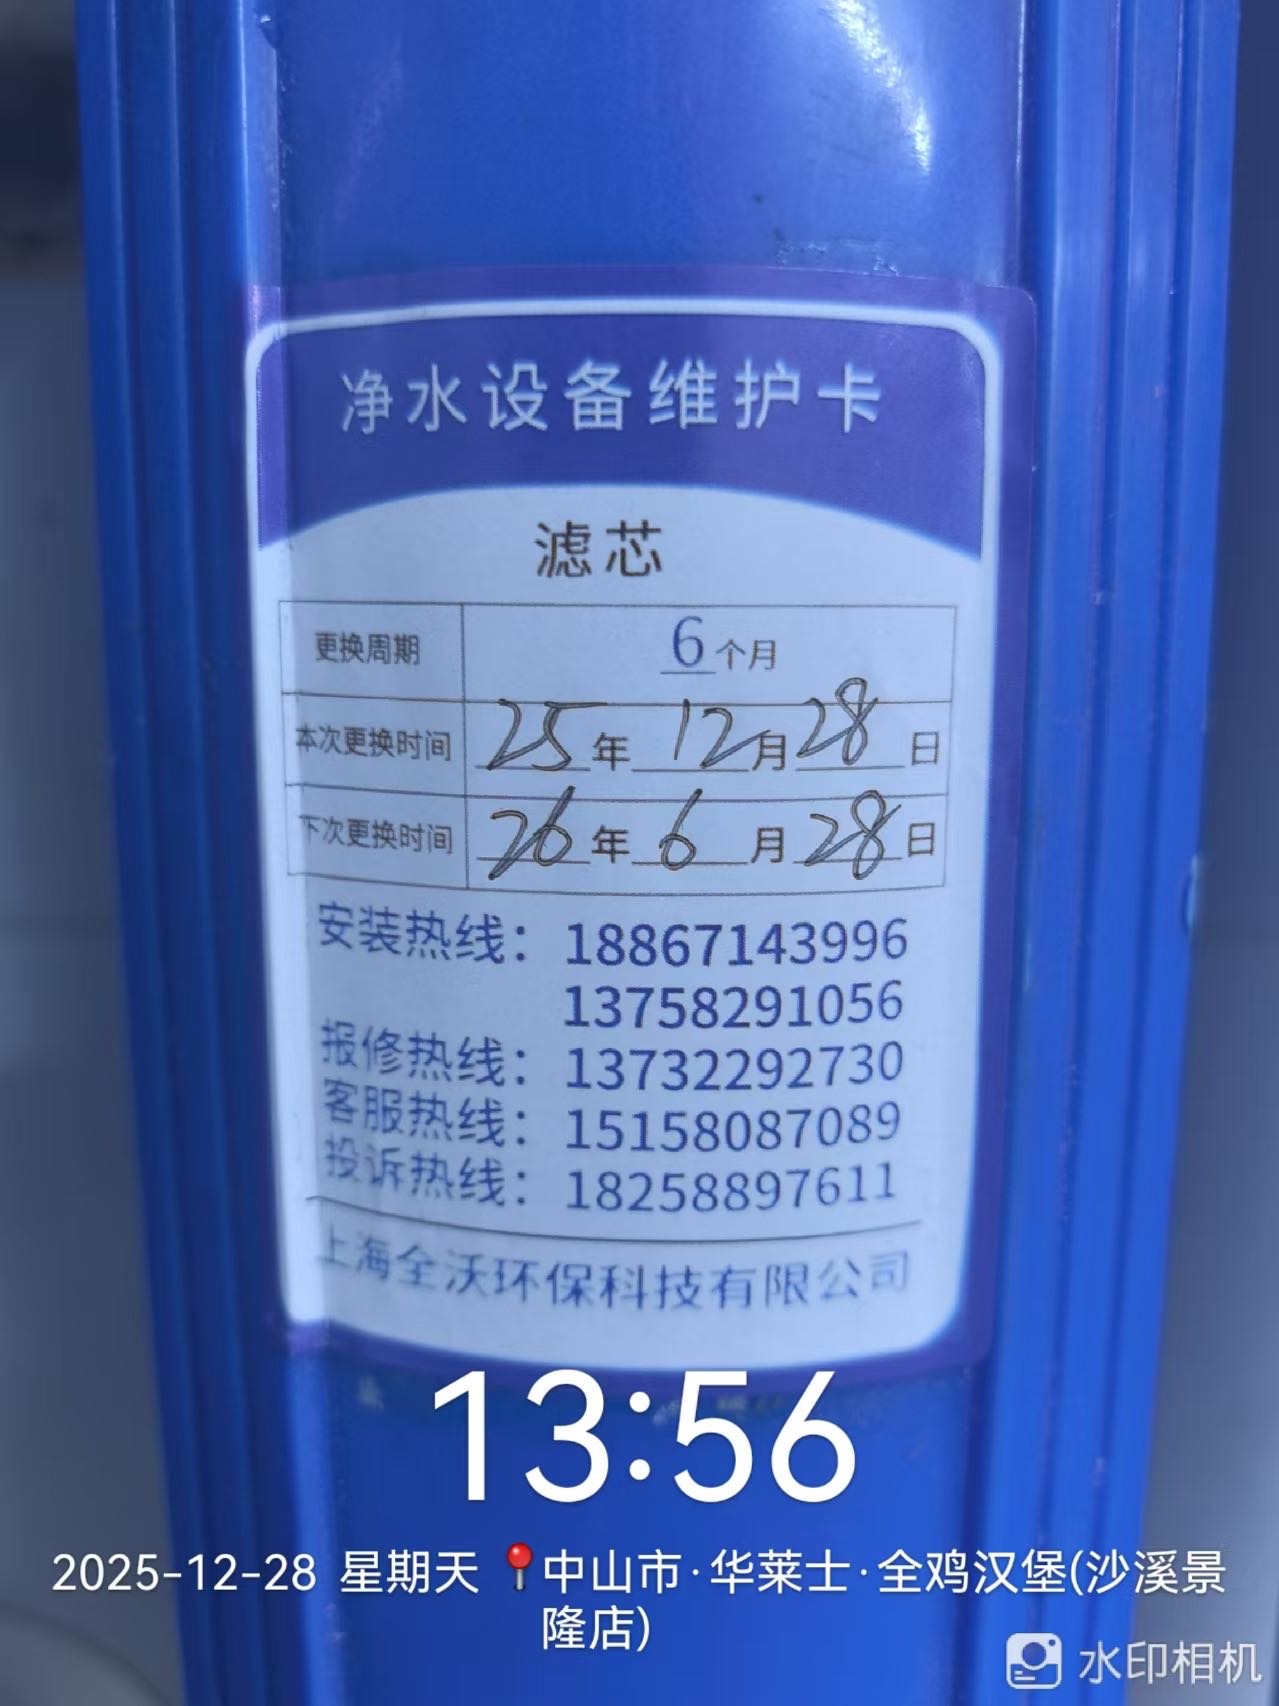 净水设备维护卡
滤芯
更换周期 6个月
本次更换时间 25年12月28日
下次更换时间 26年6月28日
安装热线：18867143996
13758291056
报修热线：13732292730
客服热线：15158087089
投诉热线：18258897611
上海全沃环保科技有限公司
13:56
2025-12-28 星期天 📍中山市·华莱士·全鸡汉堡(沙溪景
隆店)
水印相机